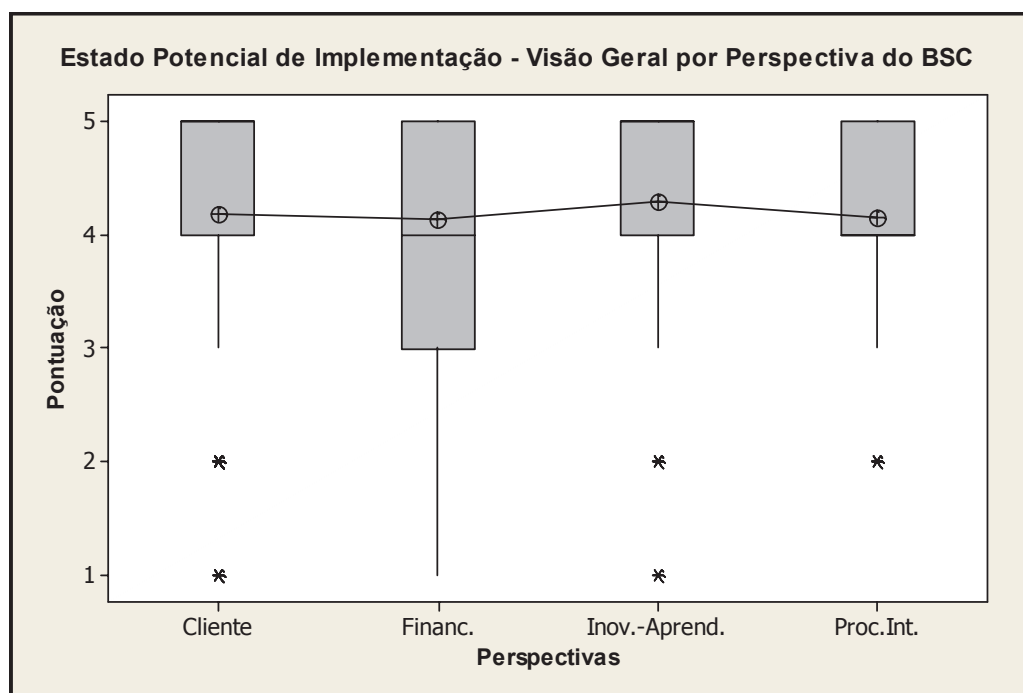 Estado Potencial de Implementação - Visão Geral por Perspectiva do BSC
Pontuação
5
4
3
2
1
Cliente
Financ.
Inov.-Aprend.
Proc.Int.
Perspectivas